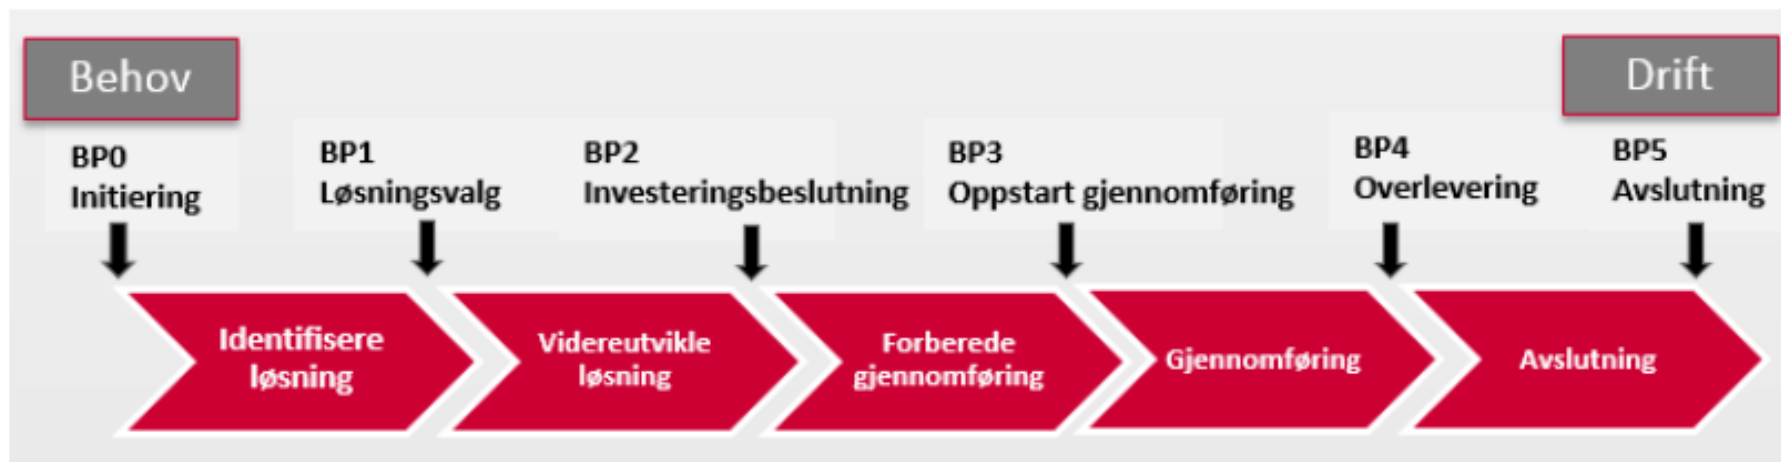 Behov
Drift
BP0
Initiering
BP1
Løsningsvalg
BP2
Investeringsbeslutning
BP3
Oppstart gjennomføring
BP4
Overlevering
BP5
Avslutning
Identifisere
løsning
Videreutvikle
løsning
Forberede
gjennomføring
Gjennomføring
Avslutning